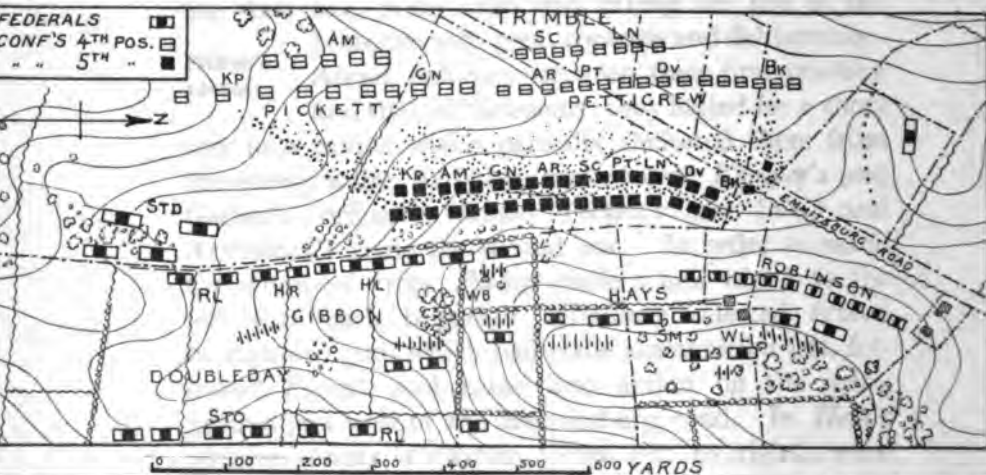 FEDERALS
CONF'S 4TH POS.
" " 5TH "
TRIMBLE
SC LN
AM
KP GN AR PT DV BK
PICKETT PETTIGREW
N
KP AM GN AR SC PT LN DV BK
EMMITSBURG ROAD
STD
ROBINSON
RL HR HL WB HAYS
GIBBON
SM WL
DOUBLEDAY
STO RL
0 100 200 300 400 500 600 YARDS